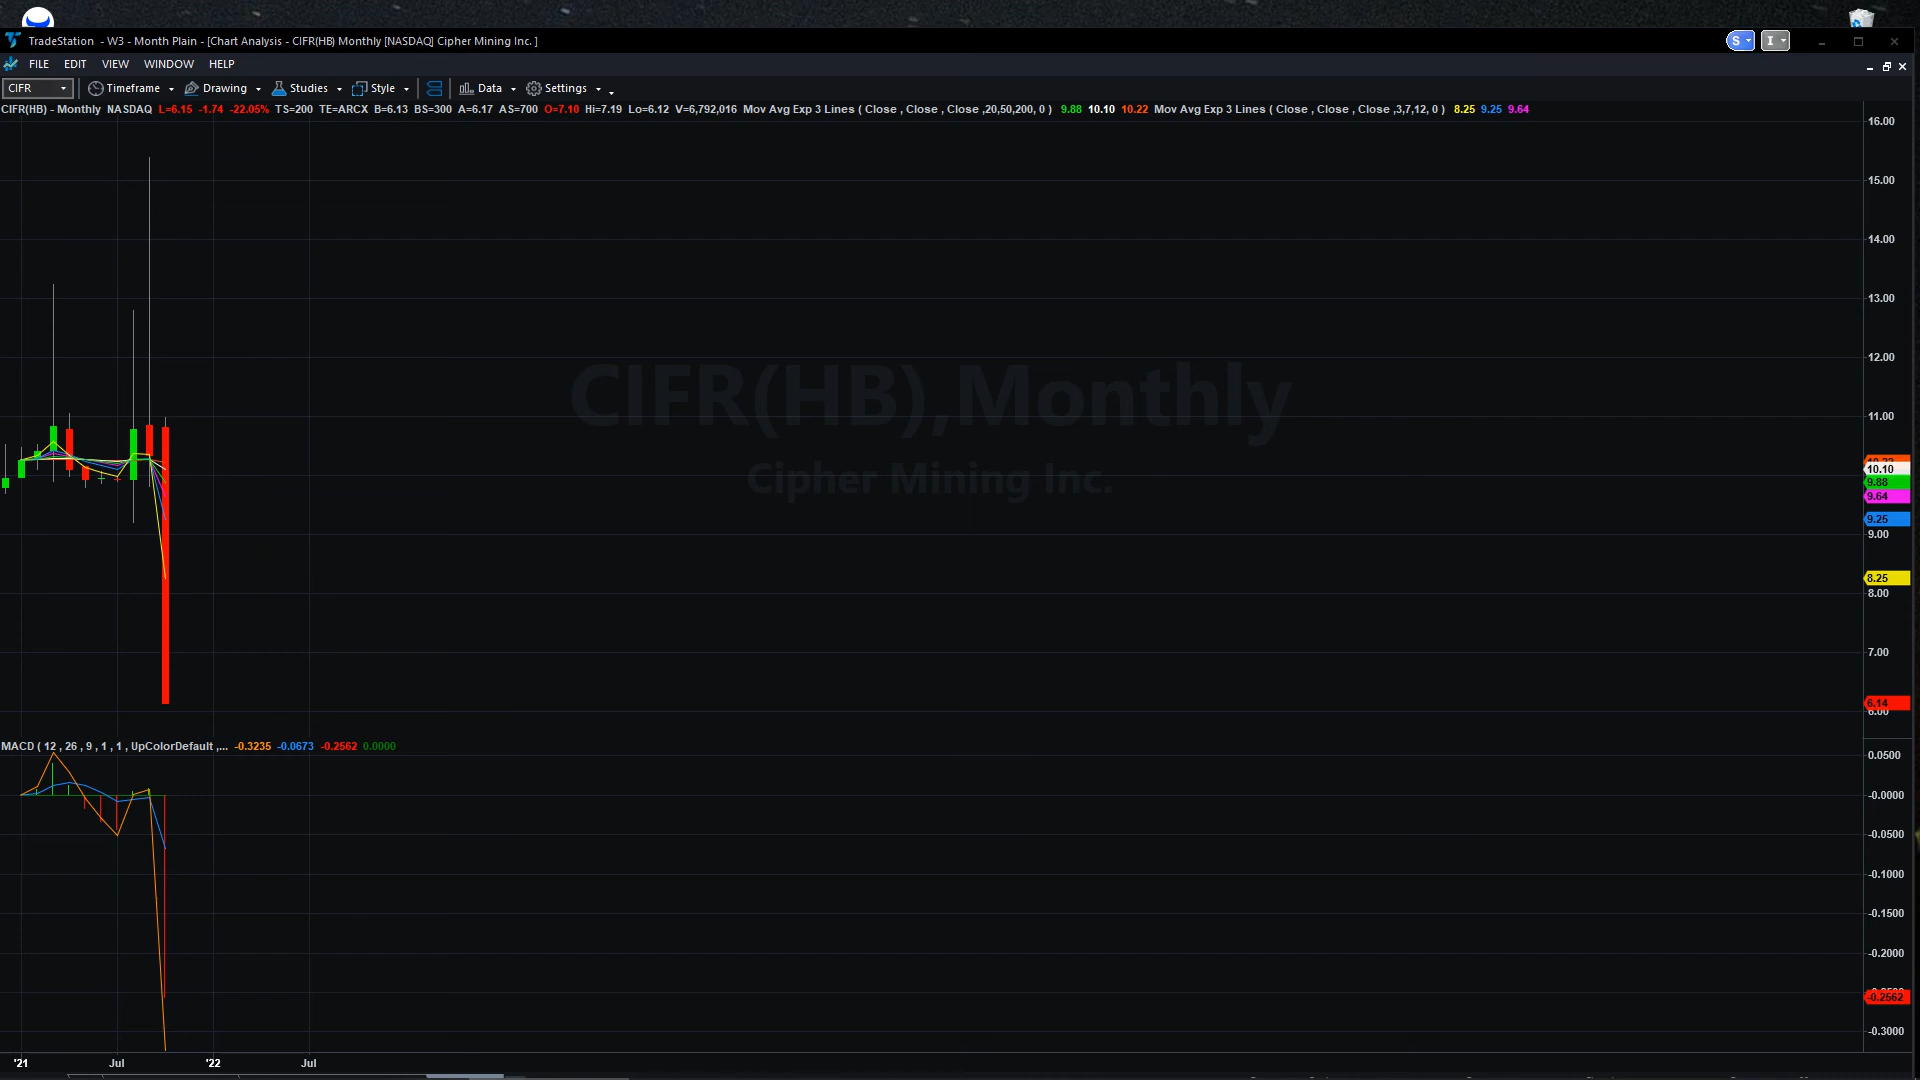 TradeStation - W3 - Month Plain - [Chart Analysis - CIFR(HB) Monthly [NASDAQ] Cipher Mining Inc. ]
S I
FILE EDIT VIEW WINDOW HELP
CIFR Timeframe Drawing Studies Style Data Settings
CIFR(HB) - Monthly NASDAQ L=6.15 -1.74 -22.05% TS=200 TE=ARCX B=6.13 BS=300 A=6.17 AS=700 O=7.10 Hi=7.19 Lo=6.12 V=6,792,016 Mov Avg Exp 3 Lines ( Close , Close , Close ,20,50,200, 0 ) 9.88 10.10 10.22 Mov Avg Exp 3 Lines ( Close , Close , Close ,3,7,12, 0 ) 8.25 9.25 9.64
16.00
15.00
14.00
13.00
12.00
CIFR(HB),Monthly
11.00
10.22
10.10
Cipher Mining Inc.
9.88
9.64
9.25
9.00
8.25
8.00
7.00
6.14
6.00
MACD ( 12 , 26 , 9 , 1 , 1 , UpColorDefault ,... -0.3235 -0.0673 -0.2562 0.0000
0.0500
-0.0000
-0.0500
-0.1000
-0.1500
-0.2000
-0.2562
-0.3000
'21 Jul '22 Jul